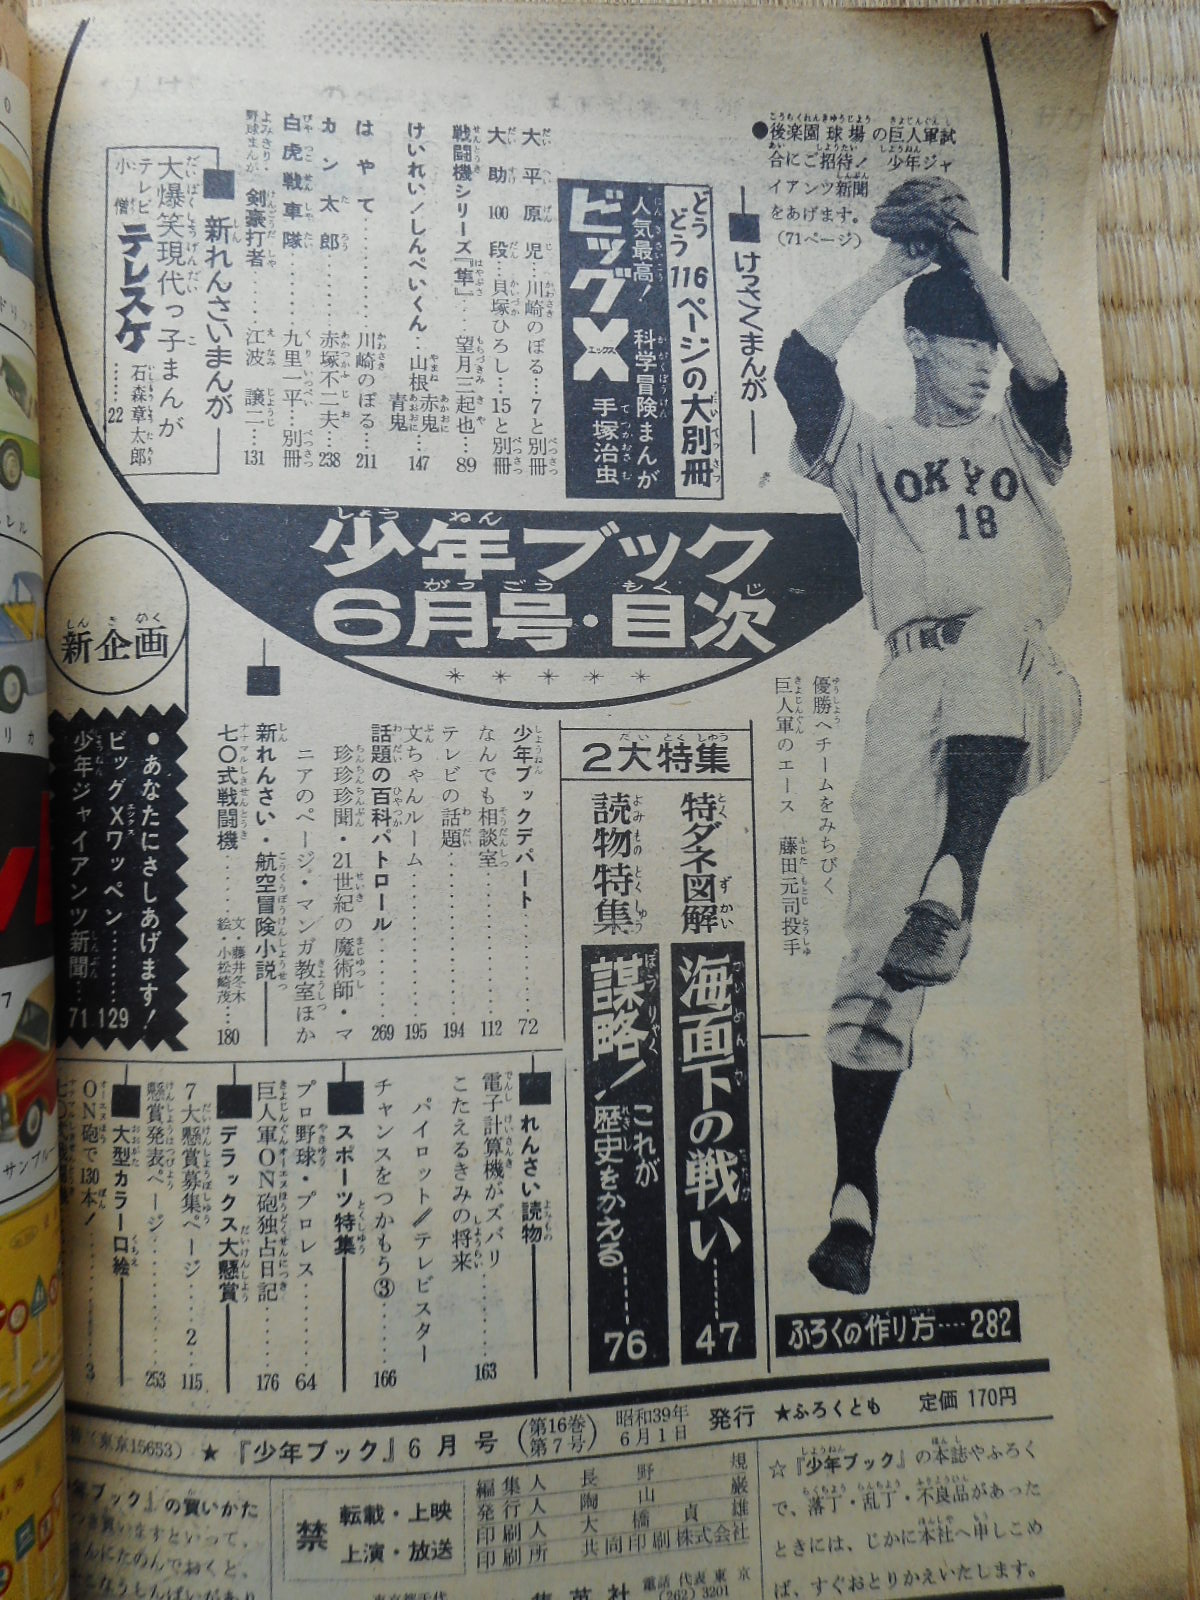 ●後楽園球場の巨人軍試
合にご招待! 少年ジャ
イアンツ新聞
をあげます。
(71ページ)
■けっさくまんが
どうどう116ページの大別冊
人気最高! 科学冒険まんが
ビッグX 手塚治虫
大平原児…川崎のぼる…7と別冊
大助100段…貝塚ひろし…15と別冊
戦闘機シリーズ『隼』…望月三起也…89
けいれい!しんぺいくん…山根赤鬼 青鬼 147
はやて………川崎のぼる…211
カン太郎………赤塚不二夫…238
白虎戦車隊………九里一平…別冊
よみきり・野球まんが 剣豪打者…江波譲二…131
■新れんさいまんが
大爆笑現代っ子まんが
テレビ小僧 テレスケ 石森章太郎……22
OKYO
18
少年ブック
6月号・目次
新企画
●あなたにさしあげます!
ビッグXワッペン………129
少年ジャイアンツ新聞……71
優勝へチームをみちびく
巨人軍のエース 藤田元司投手
2大特集
特ダネ図解 海面下の戦い……47
読物特集 謀略!これが歴史をかえる……76
少年ブックデパート………72
なんでも相談室………112
テレビの話題………194
文ちゃんルーム………195
話題の百科パトロール………269
珍珍珍聞・21世紀の魔術師・マ
ニアのページ・マンガ教室ほか
■新れんさい・航空冒険小説
七〇式戦闘機……文・藤井冬木 絵・小松崎茂…180
■れんさい読物
電子計算機がズバリ
こたえるきみの将来………163
パイロット//テレビスター
チャンスをつかもう③………166
■スポーツ特集
プロ野球・プロレス………64
巨人軍ON砲独占日記………176
■デラックス大懸賞
7大懸賞募集ページ……2 115
懸賞発表ページ………253
■大型カラー口絵
ON砲で130本!………3
ふろくの作り方……282
(東京15653) ★『少年ブック』6月号 (第16巻 第7号) 昭和39年 6月1日 発行 ★ふろくとも 定価 170円
『の買いかた
禁 転載・上映
上演・放送
編集人 長野規
発行人 陶山巌
印刷人 大橋貞雄
印刷所 共同印刷株式会社
集英社 電話 代表 東京 (262) 3201
☆『少年ブック』の本誌やふろく
で、落丁・乱丁・不良品があった
ときには、じかに本社へ申しこめ
ば、すぐおとりかえいたします。